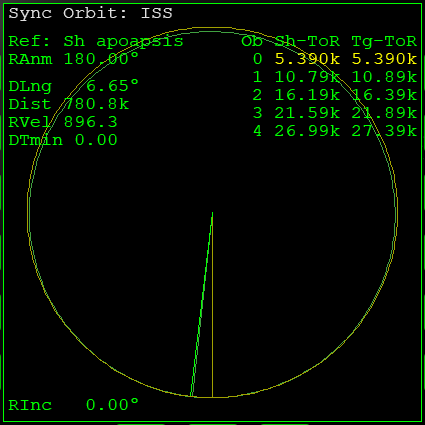 Sync Orbit: ISS
Ref: Sh apoapsis Ob Sh-ToR Tg-ToR
RAnm 180.00° 0 5.390k 5.390k
1 10.79k 10.89k
DLng 6.65° 2 16.19k 16.39k
Dist 780.8k 3 21.59k 21.89k
RVel 896.3 4 26.99k 27.39k
DTmin 0.00
RInc 0.00°